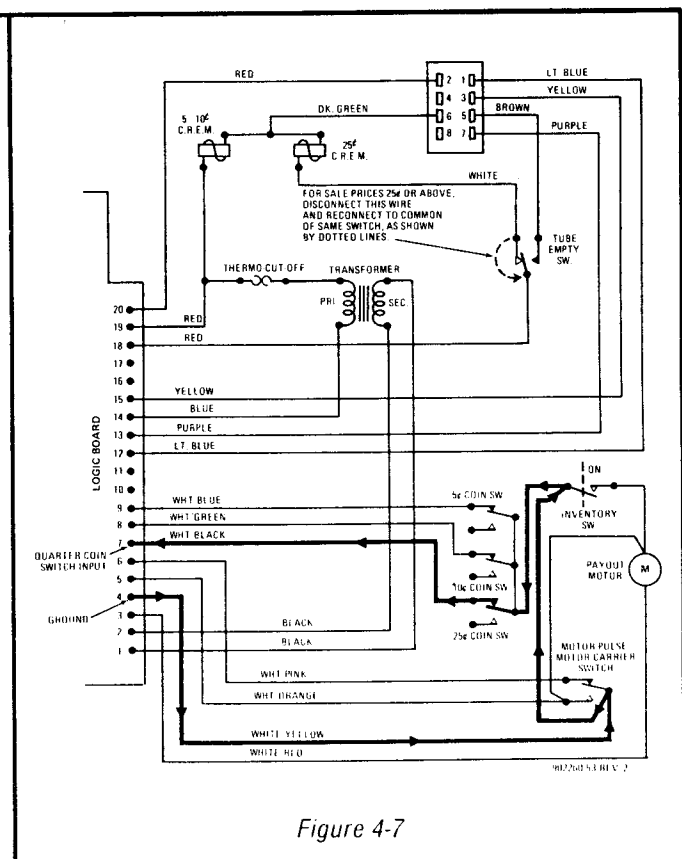 RED
2 1
LT. BLUE
4 3
YELLOW
DK. GREEN
6 5
BROWN
8 7
PURPLE
5 10¢
C.R.E.M.
25¢
C.R.E.M.
WHITE
FOR SALE PRICES 25¢ OR ABOVE,
DISCONNECT THIS WIRE
AND RECONNECT TO COMMON
OF SAME SWITCH, AS SHOWN
BY DOTTED LINES.
TUBE
EMPTY
SW.
THERMO-CUT-OFF
TRANSFORMER
PRI.
SEC.
LOGIC BOARD
20
19 RED
18 RED
17
16
15 YELLOW
14 BLUE
13 PURPLE
12 LT. BLUE
11
10
9 WHT BLUE
8 WHT GREEN
7 WHT BLACK
QUARTER COIN
SWITCH INPUT
6
5
4
GROUND
3
2 BLACK
1 BLACK
5¢ COIN SW
10¢ COIN SW
25¢ COIN SW
ON
INVENTORY
SW.
PAYOUT
MOTOR
M
MOTOR PULSE
MOTOR CARRIER
SWITCH
WHT PINK
WHT ORANGE
WHITE YELLOW
WHITE RED
902260 53 REV. 2
Figure 4-7